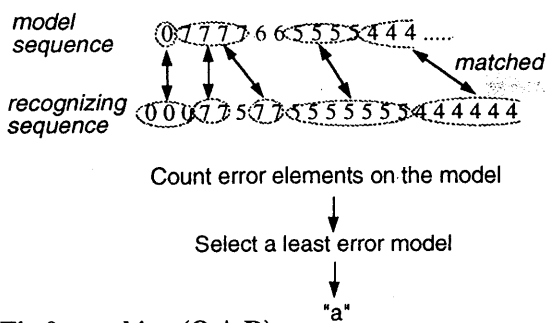 model
sequence
0 7 7 7 7 6 6 5 5 5 5 4 4 4 .....
matched
recognizing
sequence
0 0 0 7 7 5 7 7 5 5 5 5 5 5 5 4 4 4 4 4 4
Count error elements on the model
Select a least error model
"a"